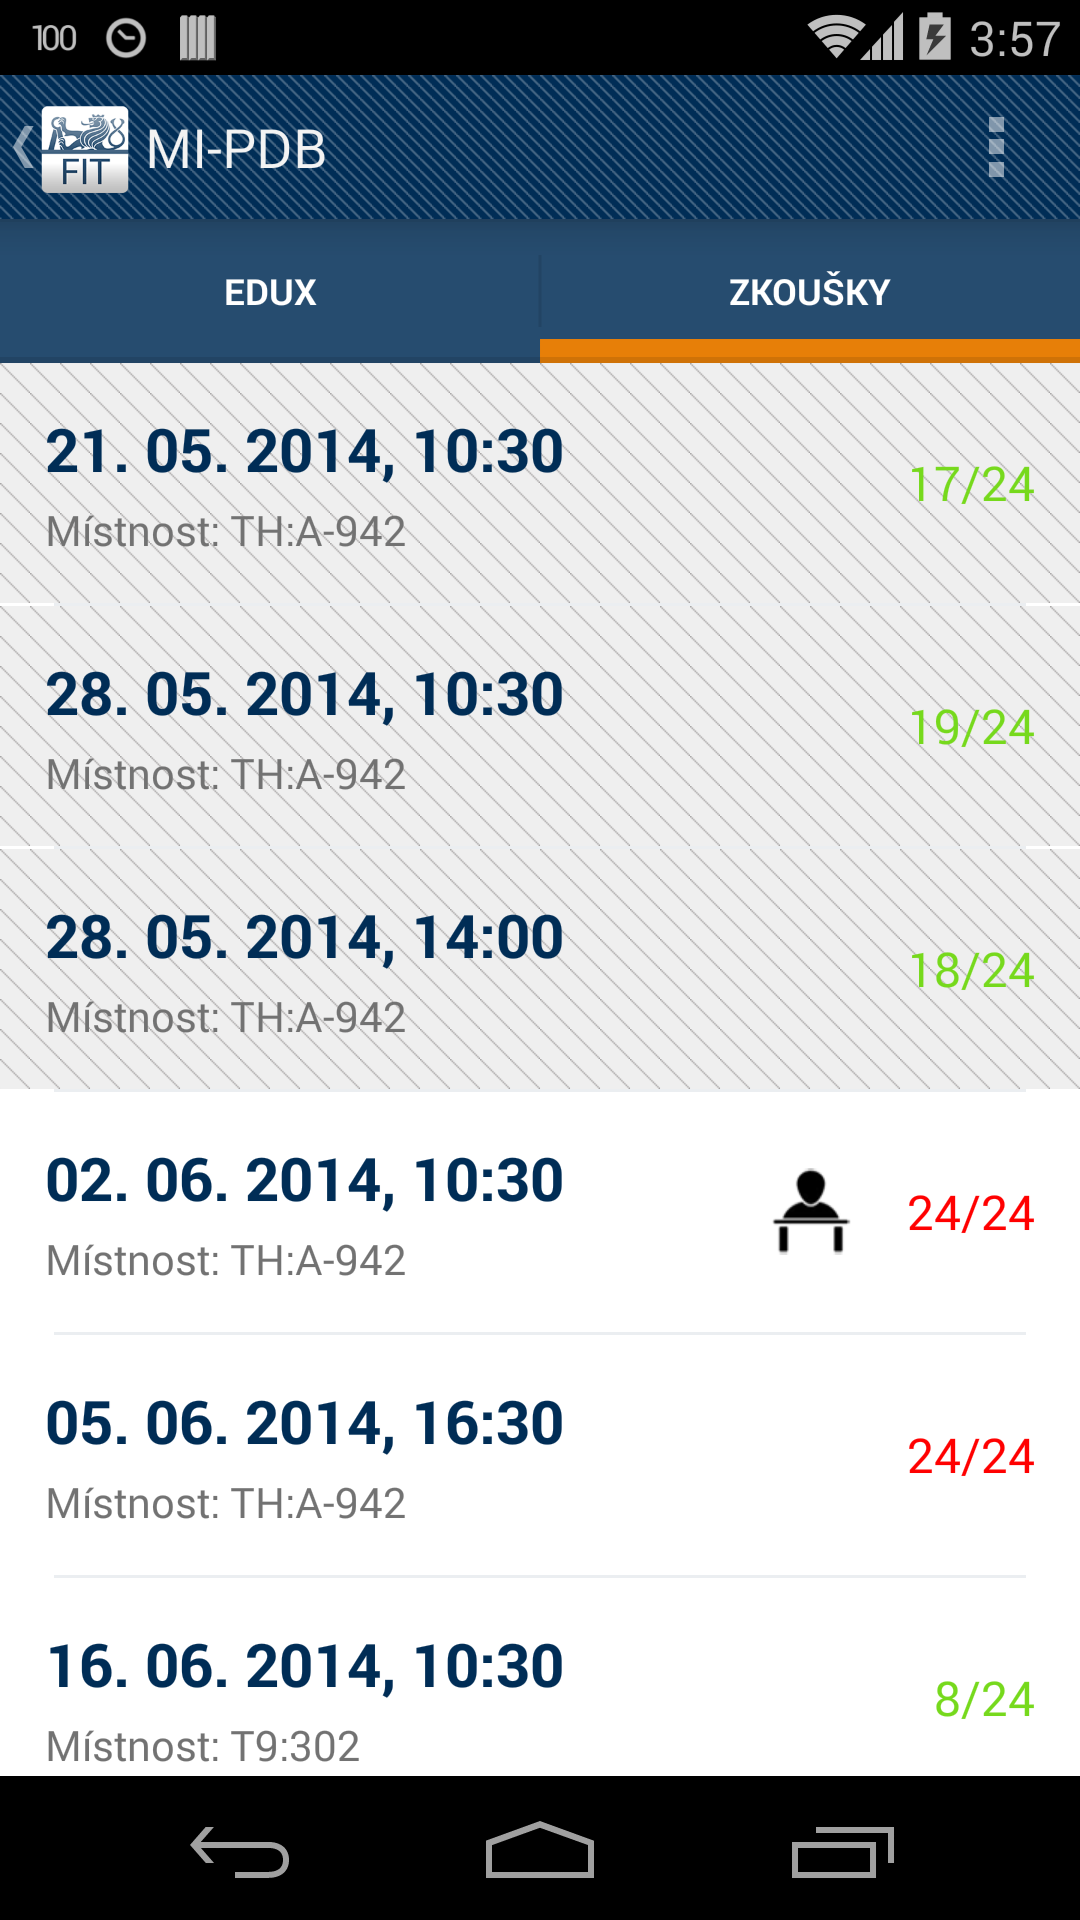 100 3:57
FIT MI-PDB
EDUX ZKOUŠKY
21. 05. 2014, 10:30
17/24
Místnost: TH:A-942
28. 05. 2014, 10:30
19/24
Místnost: TH:A-942
28. 05. 2014, 14:00
18/24
Místnost: TH:A-942
02. 06. 2014, 10:30
24/24
Místnost: TH:A-942
05. 06. 2014, 16:30
24/24
Místnost: TH:A-942
16. 06. 2014, 10:30
8/24
Místnost: T9:302